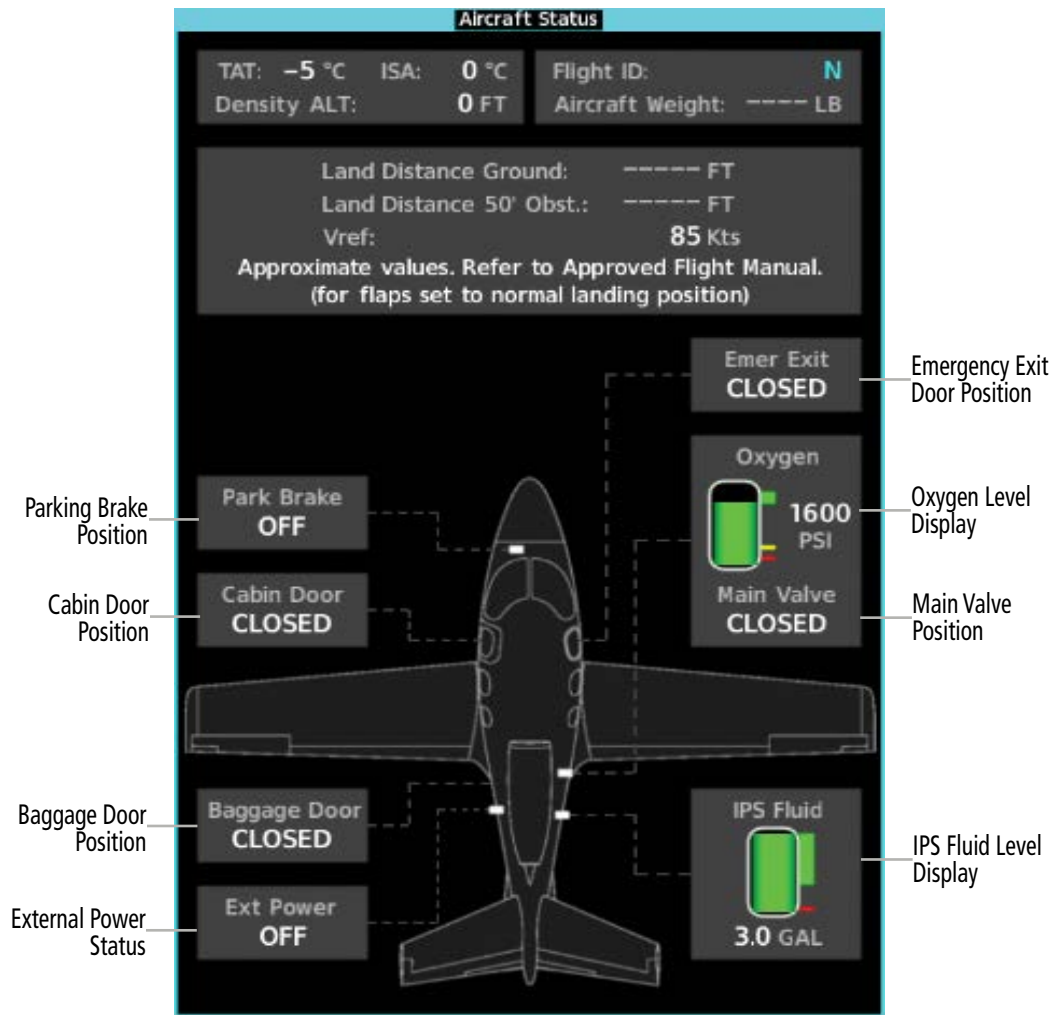 Aircraft Status
TAT: −5 °C ISA: 0 °C
Density ALT: 0 FT
Flight ID: N
Aircraft Weight: −−−− LB
Land Distance Ground: −−−−− FT
Land Distance 50' Obst.: −−−−− FT
Vref: 85 Kts
Approximate values. Refer to Approved Flight Manual.
(for flaps set to normal landing position)
Emer Exit
CLOSED
Emergency Exit
Door Position
Oxygen
1600
PSI
Oxygen Level
Display
Main Valve
CLOSED
Main Valve
Position
Parking Brake
Position
Park Brake
OFF
Cabin Door
Position
Cabin Door
CLOSED
Baggage Door
Position
Baggage Door
CLOSED
External Power
Status
Ext Power
OFF
IPS Fluid
3.0 GAL
IPS Fluid Level
Display